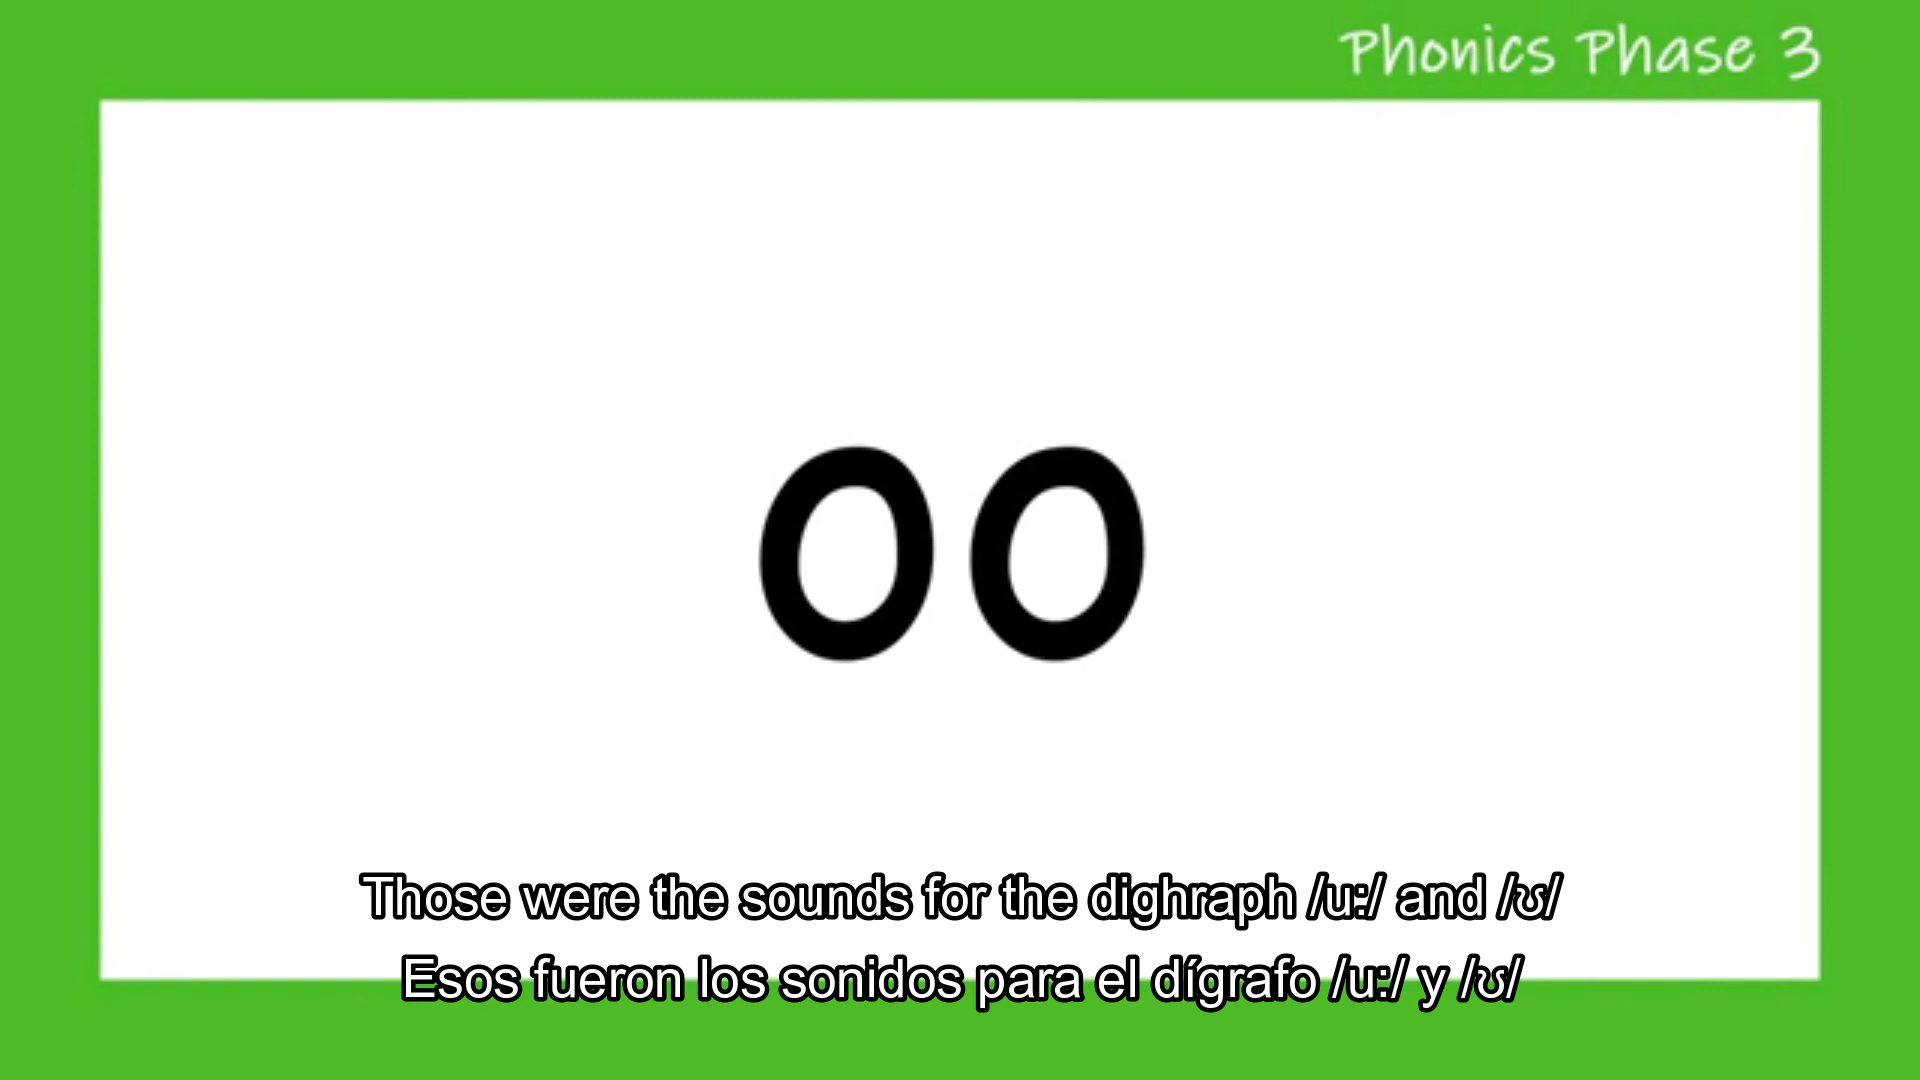 Phonics Phase 3
oo
Those were the sounds for the dighraph /u:/ and /ʊ/
Esos fueron los sonidos para el dígrafo /u:/ y /ʊ/